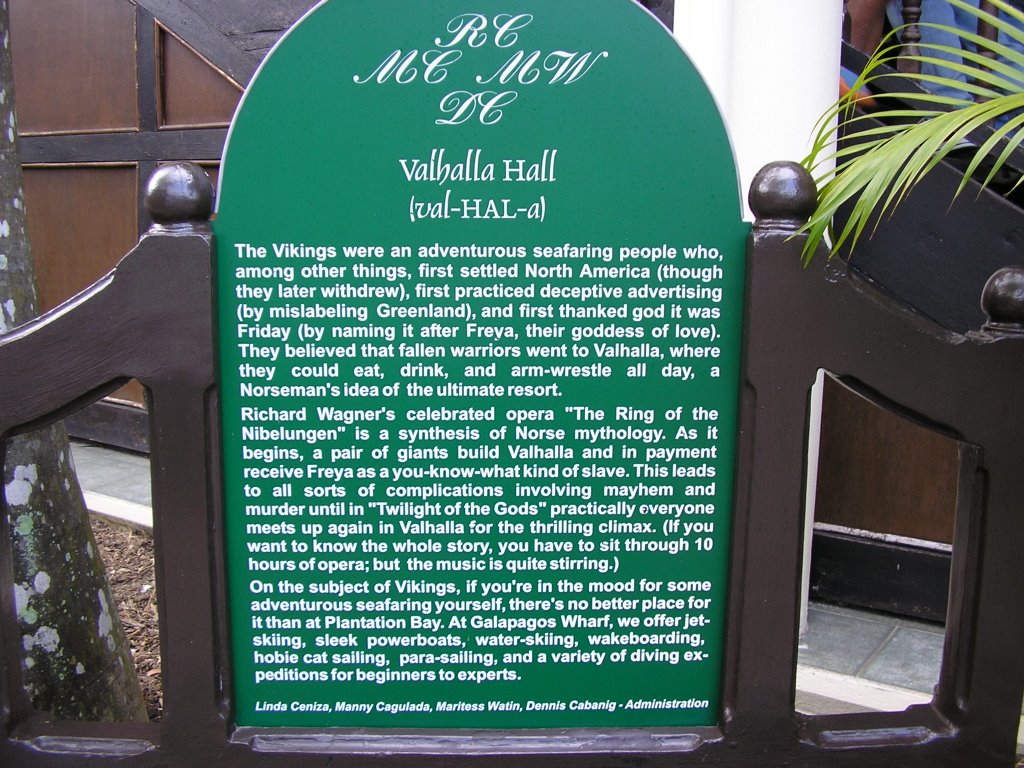 RC
MC MW
DC
Valhalla Hall
(val-HAL-a)
The Vikings were an adventurous seafaring people who,
among other things, first settled North America (though
they later withdrew), first practiced deceptive advertising
(by mislabeling Greenland), and first thanked god it was
Friday (by naming it after Freya, their goddess of love).
They believed that fallen warriors went to Valhalla, where
they could eat, drink, and arm-wrestle all day, a
Norseman's idea of the ultimate resort.
Richard Wagner's celebrated opera "The Ring of the
Nibelungen" is a synthesis of Norse mythology. As it
begins, a pair of giants build Valhalla and in payment
receive Freya as a you-know-what kind of slave. This leads
to all sorts of complications involving mayhem and
murder until in "Twilight of the Gods" practically everyone
meets up again in Valhalla for the thrilling climax. (If you
want to know the whole story, you have to sit through 10
hours of opera; but the music is quite stirring.)
On the subject of Vikings, if you're in the mood for some
adventurous seafaring yourself, there's no better place for
it than at Plantation Bay. At Galapagos Wharf, we offer jet-
skiing, sleek powerboats, water-skiing, wakeboarding,
hobie cat sailing, para-sailing, and a variety of diving ex-
peditions for beginners to experts.
Linda Ceniza, Manny Cagulada, Maritess Watin, Dennis Cabanig - Administration